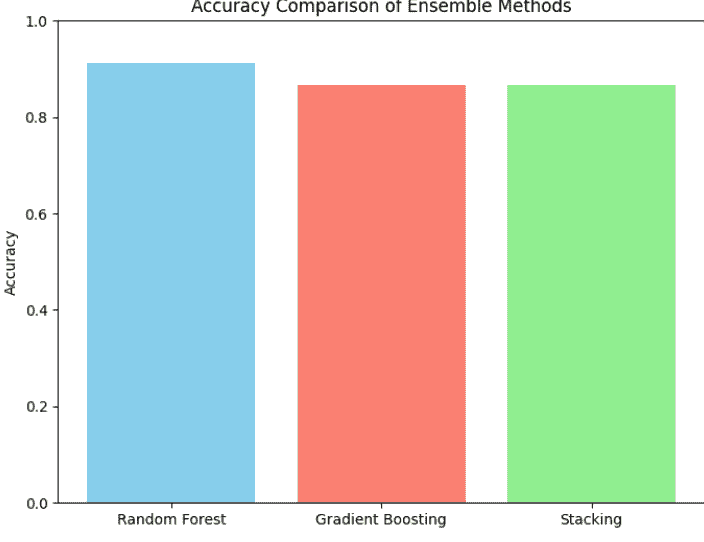 Accuracy Comparison of Ensemble Methods
1.0
0.8
0.6
0.4
0.2
0.0
Accuracy
Random Forest
Gradient Boosting
Stacking